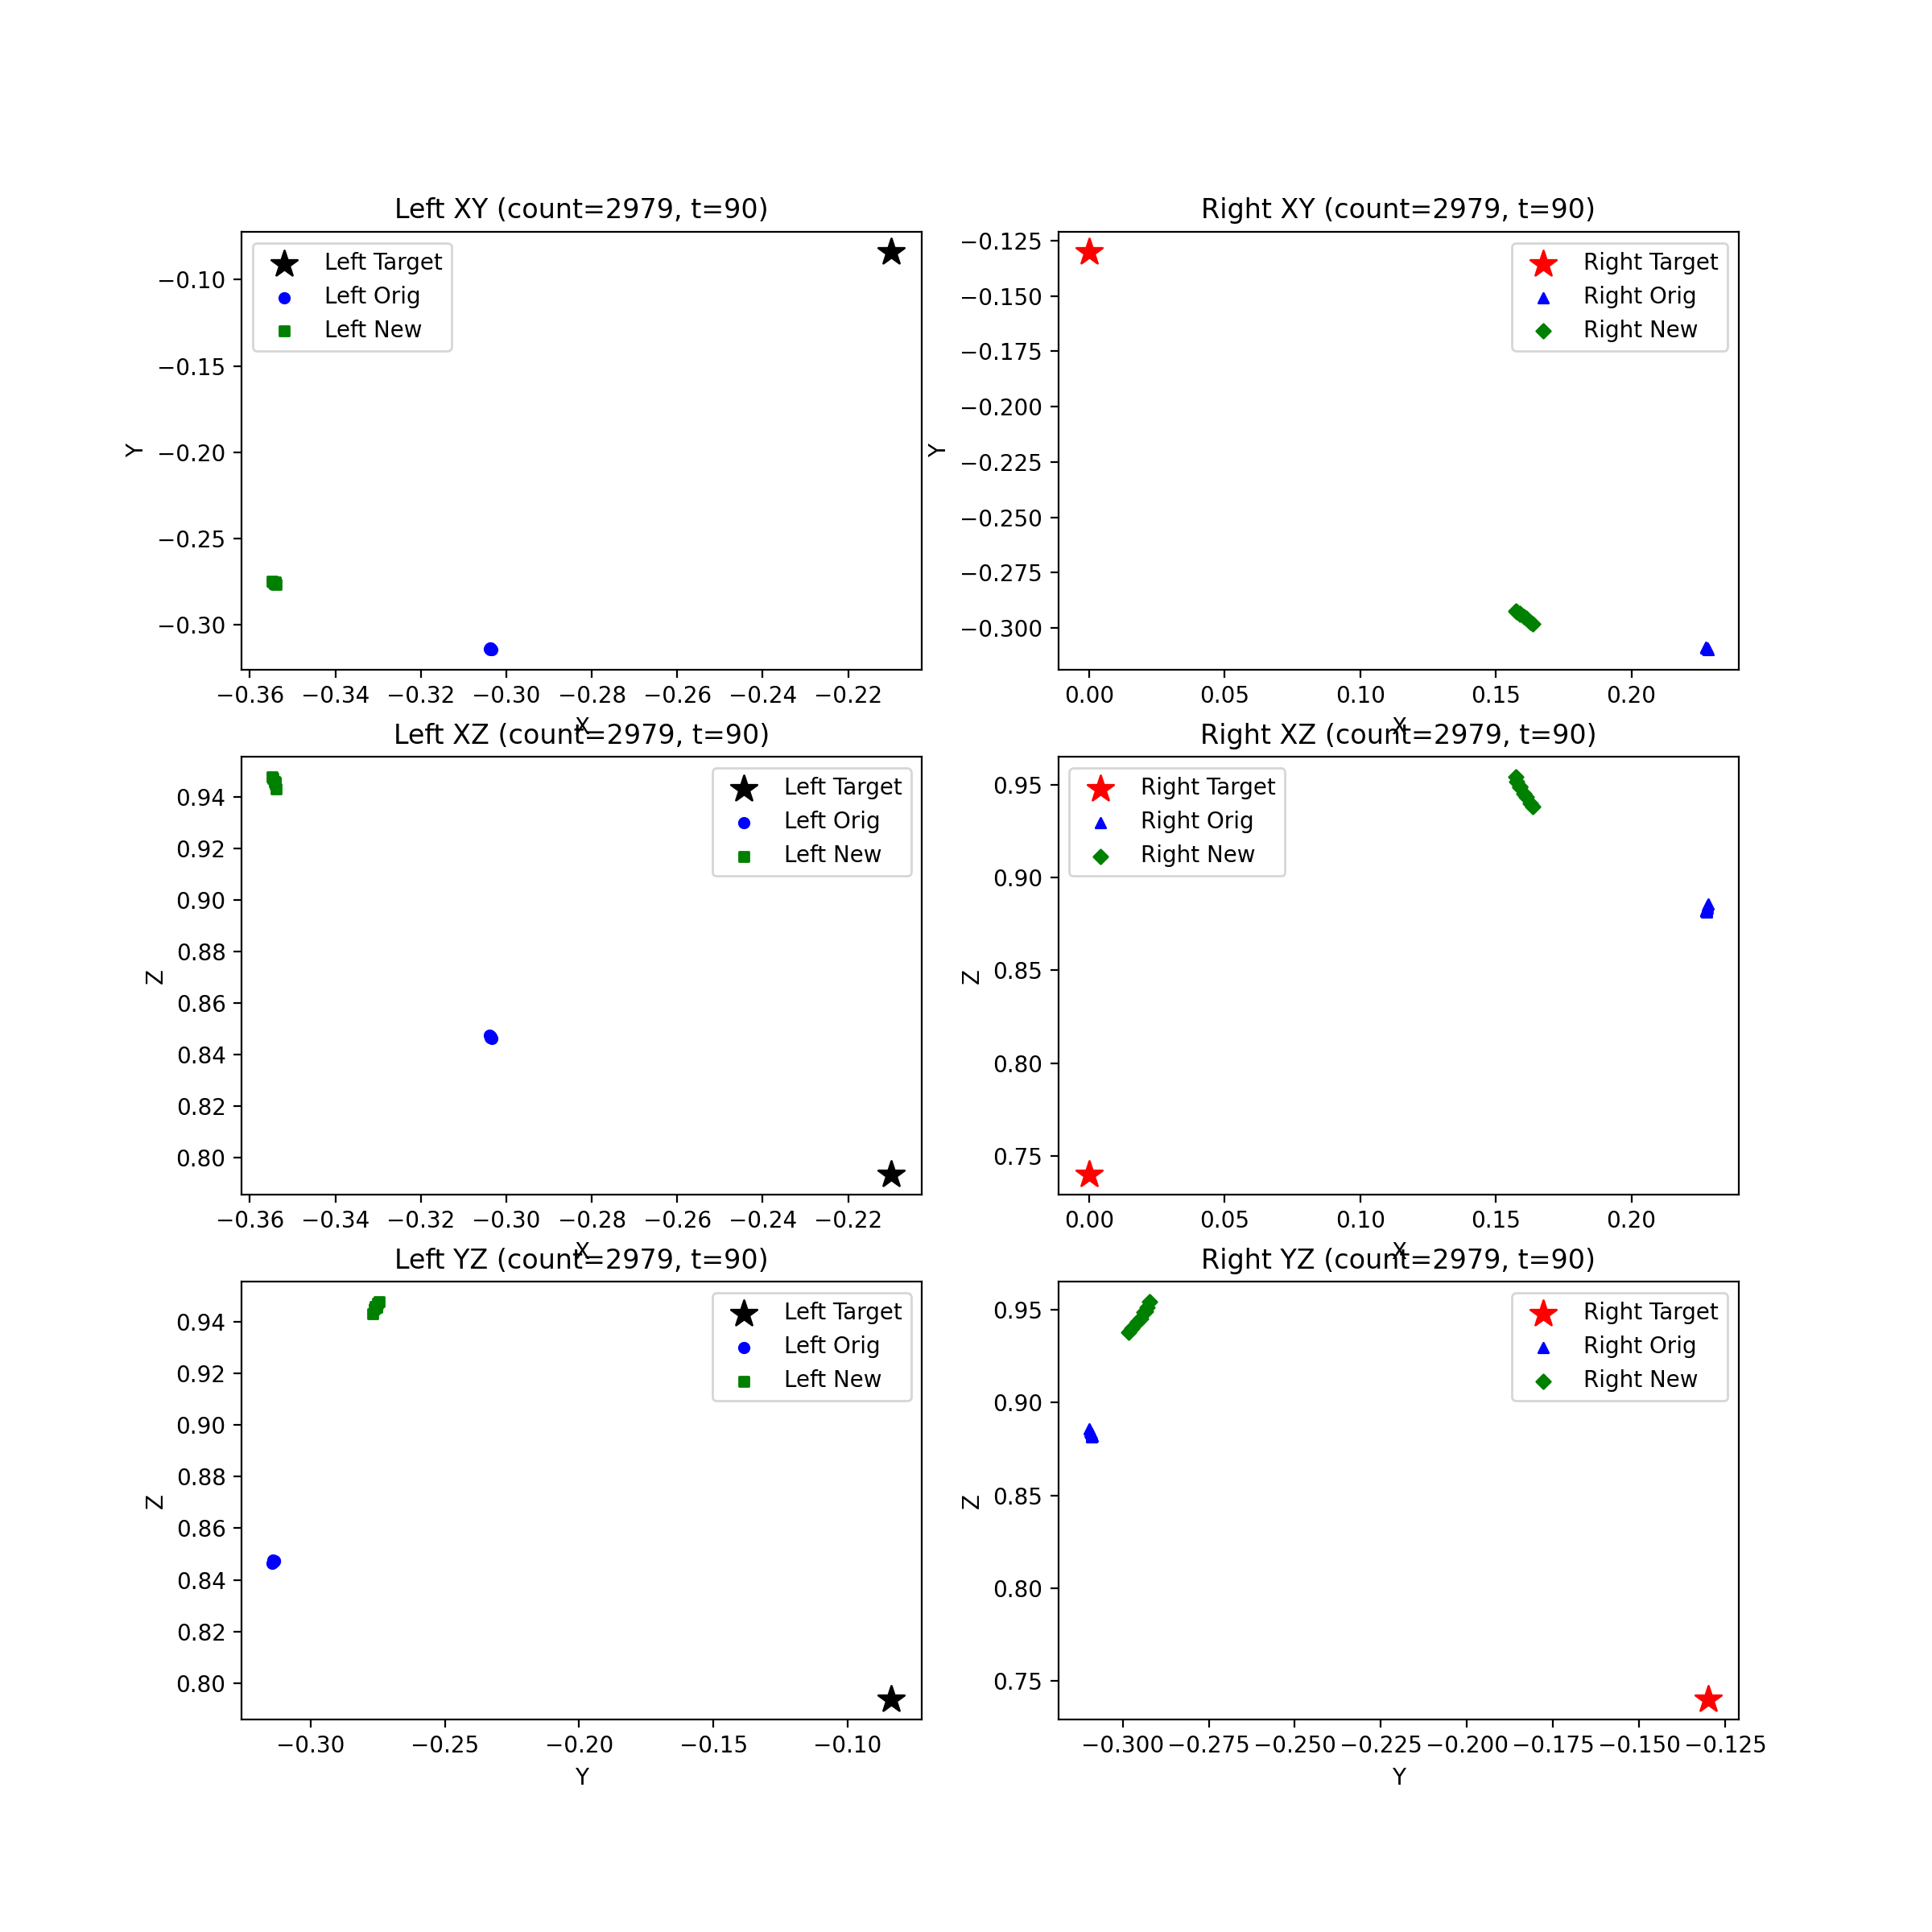 Left XY (count=2979, t=90)
Left Target
Left Orig
Left New
Y
−0.10
−0.15
−0.20
−0.25
−0.30
−0.36 −0.34 −0.32 −0.30 −0.28 −0.26 −0.24 −0.22
X
Right XY (count=2979, t=90)
Right Target
Right Orig
Right New
Y
−0.125
−0.150
−0.175
−0.200
−0.225
−0.250
−0.275
−0.300
0.00 0.05 0.10 0.15 0.20
X
Left XZ (count=2979, t=90)
Left Target
Left Orig
Left New
Z
0.94
0.92
0.90
0.88
0.86
0.84
0.82
0.80
−0.36 −0.34 −0.32 −0.30 −0.28 −0.26 −0.24 −0.22
X
Right XZ (count=2979, t=90)
Right Target
Right Orig
Right New
Z
0.95
0.90
0.85
0.80
0.75
0.00 0.05 0.10 0.15 0.20
X
Left YZ (count=2979, t=90)
Left Target
Left Orig
Left New
Z
0.94
0.92
0.90
0.88
0.86
0.84
0.82
0.80
−0.30 −0.25 −0.20 −0.15 −0.10
Y
Right YZ (count=2979, t=90)
Right Target
Right Orig
Right New
Z
0.95
0.90
0.85
0.80
0.75
−0.300 −0.275 −0.250 −0.225 −0.200 −0.175 −0.150 −0.125
Y